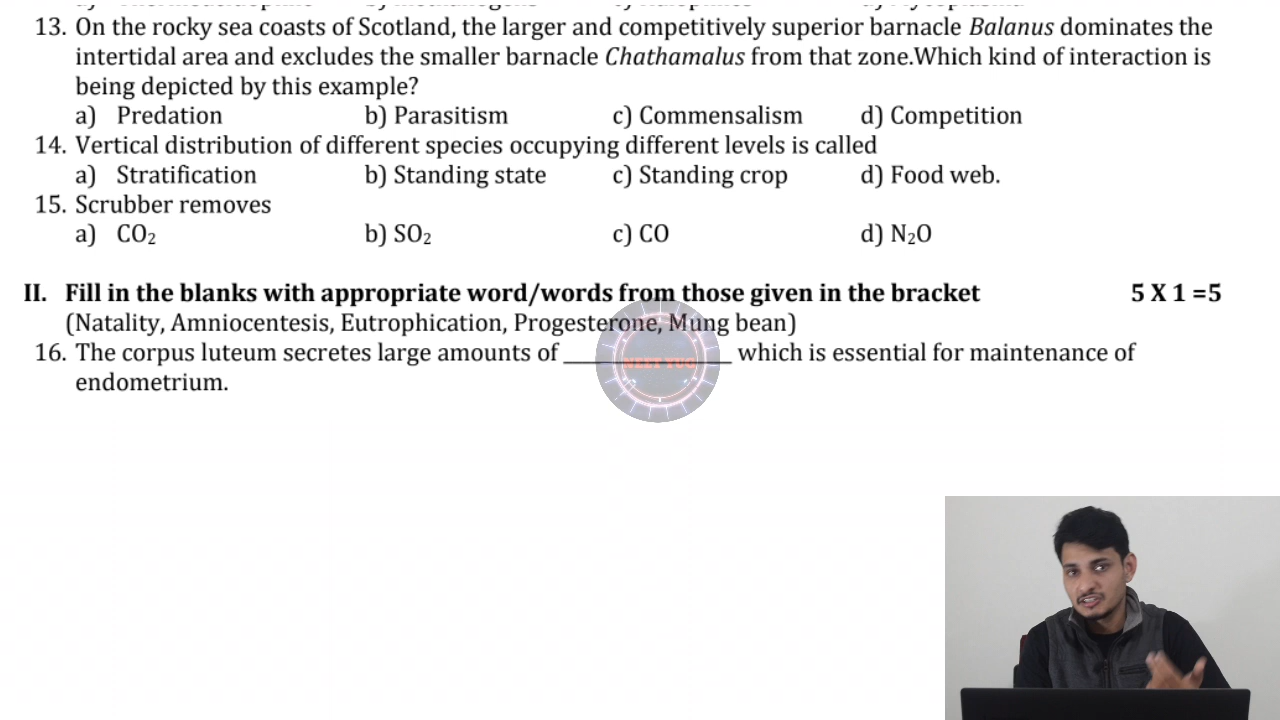 13. On the rocky sea coasts of Scotland, the larger and competitively superior barnacle Balanus dominates the
intertidal area and excludes the smaller barnacle Chathamalus from that zone.Which kind of interaction is
being depicted by this example?
a) Predation b) Parasitism c) Commensalism d) Competition
14. Vertical distribution of different species occupying different levels is called
a) Stratification b) Standing state c) Standing crop d) Food web.
15. Scrubber removes
a) CO₂ b) SO₂ c) CO d) N₂O
II. Fill in the blanks with appropriate word/words from those given in the bracket 5 X 1 =5
(Natality, Amniocentesis, Eutrophication, Progesterone, Mung bean)
16. The corpus luteum secretes large amounts of ______________ which is essential for maintenance of
endometrium.
NEET YUG